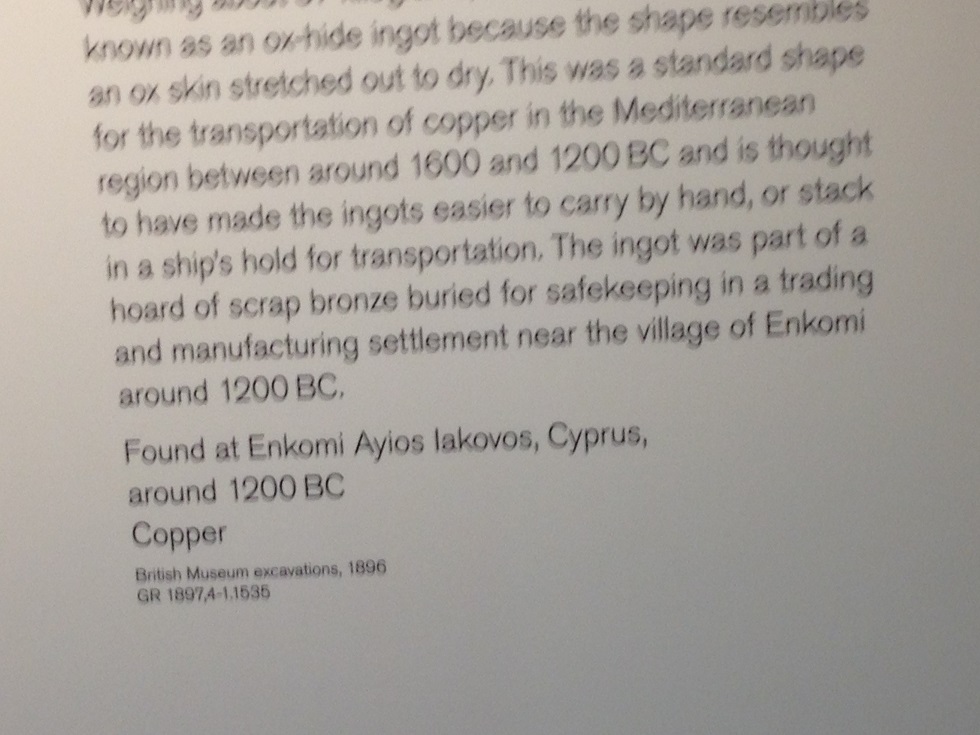 Weighing about 37
known as an ox-hide ingot because the shape resembles
an ox skin stretched out to dry. This was a standard shape
for the transportation of copper in the Mediterranean
region between around 1600 and 1200 BC and is thought
to have made the ingots easier to carry by hand, or stack
in a ship's hold for transportation. The ingot was part of a
hoard of scrap bronze buried for safekeeping in a trading
and manufacturing settlement near the village of Enkomi
around 1200 BC.
Found at Enkomi Ayios Iakovos, Cyprus,
around 1200 BC
Copper
British Museum excavations, 1896
GR 1897,4-1.1535